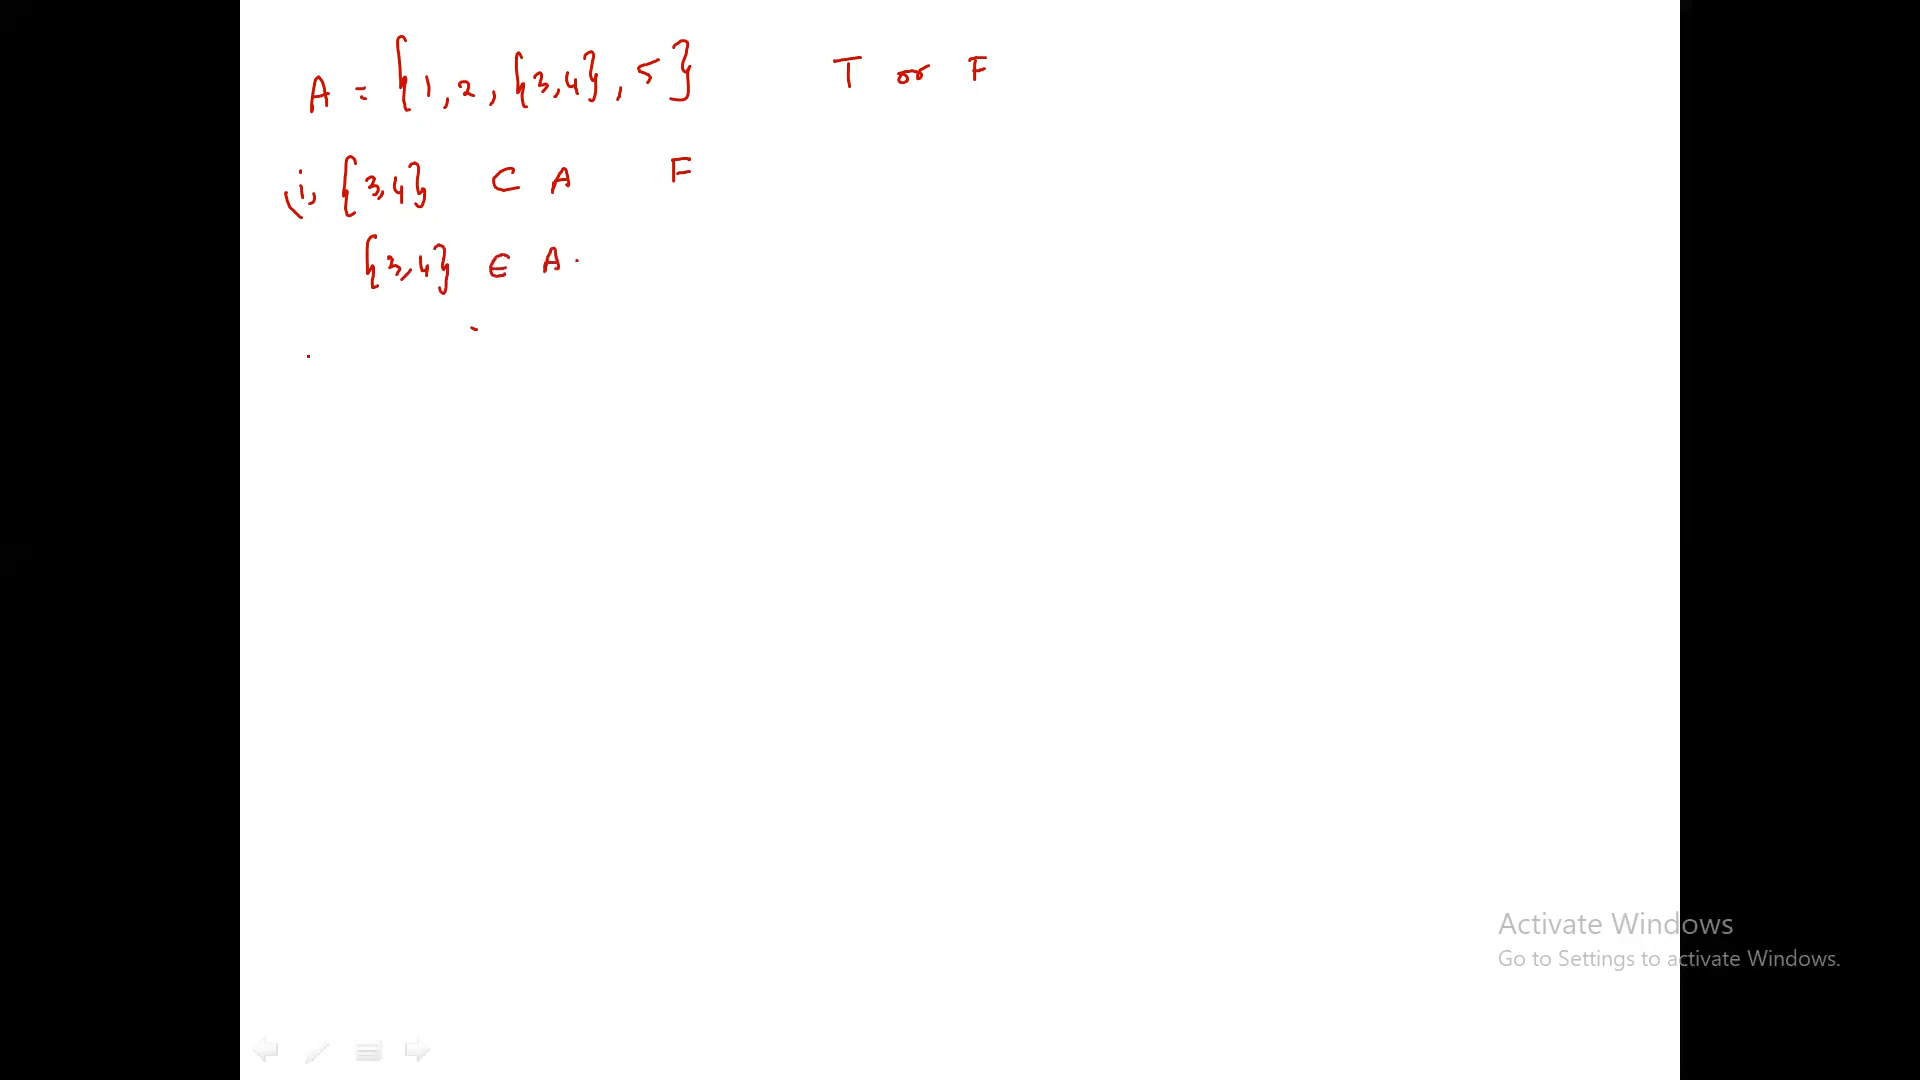 A = {1, 2, {3,4}, 5} T or F
(i, {3,4} ⊂ A F
{3,4} ∈ A.
Activate Windows
Go to Settings to activate Windows.